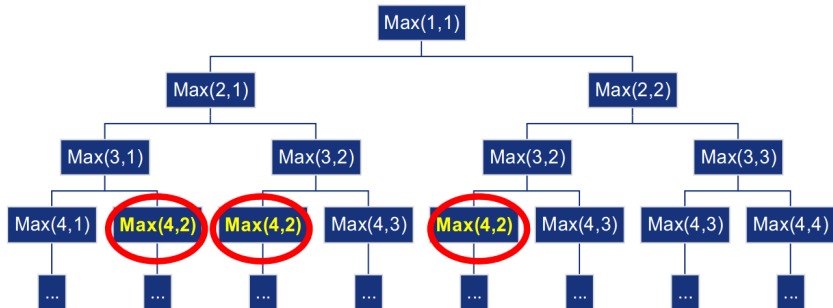 Max(1,1)
Max(2,1) Max(2,2)
Max(3,1) Max(3,2) Max(3,2) Max(3,3)
Max(4,1) Max(4,2) Max(4,2) Max(4,3) Max(4,2) Max(4,3) Max(4,3) Max(4,4)
... ... ... ... ... ... ... ...